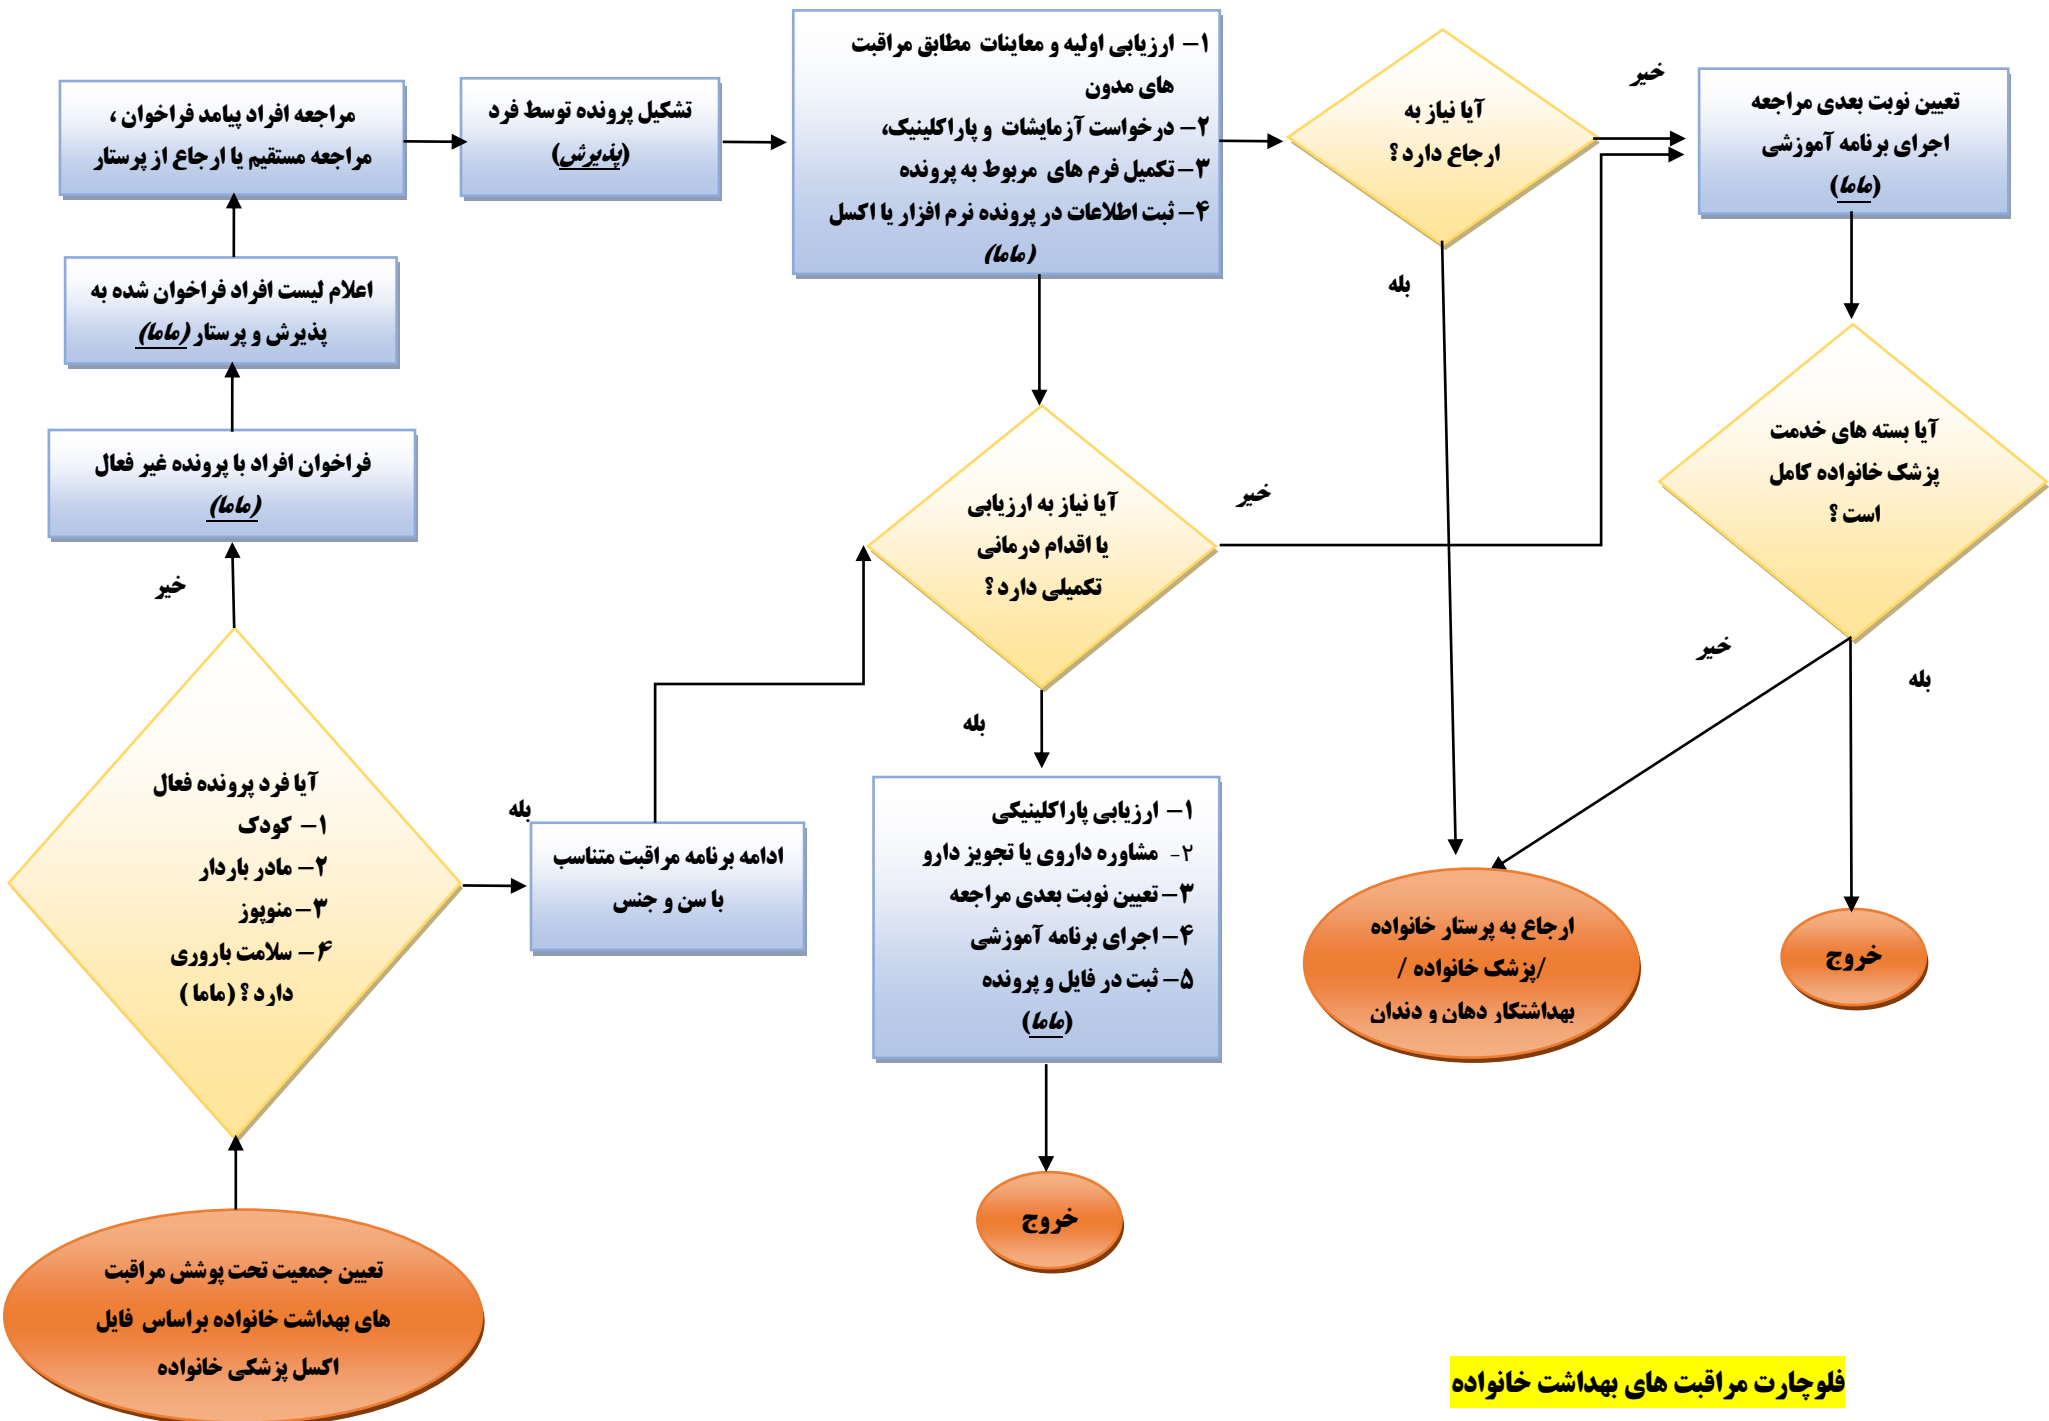 تعیین جمعیت تحت پوشش مراقبت
های بهداشت خانواده براساس فایل
اکسل پزشکی خانواده
آیا فرد پرونده فعال
۱- کودک
۲- مادر باردار
۳- منوپوز
۴- سلامت باروری
دارد ؟ (ماما )
خیر
بله
فراخوان افراد با پرونده غیر فعال
(ماما)
اعلام لیست افراد فراخوان شده به
پذیرش و پرستار (ماما)
مراجعه افراد پیامد فراخوان ،
مراجعه مستقیم یا ارجاع از پرستار
تشکیل پرونده توسط فرد
(پذیرش)
۱- ارزیابی اولیه و معاینات مطابق مراقبت
های مدون
۲- درخواست آزمایشات و پاراکلینیک،
۳- تکمیل فرم های مربوط به پرونده
۴- ثبت اطلاعات در پرونده نرم افزار یا اکسل
(ماما)
آیا نیاز به
ارجاع دارد ؟
خیر
بله
تعیین نوبت بعدی مراجعه
اجرای برنامه آموزشی
(ماما)
آیا بسته های خدمت
پزشک خانواده کامل
است ؟
خیر
بله
ادامه برنامه مراقبت متناسب
با سن و جنس
آیا نیاز به ارزیابی
یا اقدام درمانی
تکمیلی دارد ؟
خیر
بله
۱- ارزیابی پاراکلینیکی
۲- مشاوره داروی یا تجویز دارو
۳- تعیین نوبت بعدی مراجعه
۴- اجرای برنامه آموزشی
۵- ثبت در فایل و پرونده
(ماما)
خروج
ارجاع به پرستار خانواده
/پزشک خانواده /
بهداشتکار دهان و دندان
خروج
فلوچارت مراقبت های بهداشت خانواده